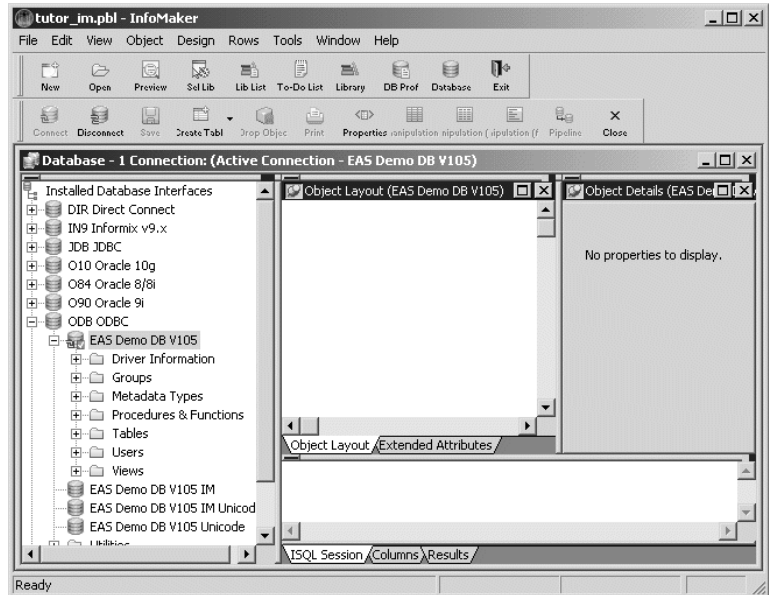 tutor_im.pbl - InfoMaker
File Edit View Object Design Rows Tools Window Help
New Open Preview Sel Lib Lib List To-Do List Library DB Prof Database Exit
Connect Disconnect Save Create Tabl Drop Objec Print Properties anipulation nipulation ( ipulation (f Pipeline Close
Database - 1 Connection: (Active Connection - EAS Demo DB V105)
Installed Database Interfaces
DIR Direct Connect
IN9 Informix v9.x
JDB JDBC
O10 Oracle 10g
O84 Oracle 8/8i
O90 Oracle 9i
ODB ODBC
EAS Demo DB V105
Driver Information
Groups
Metadata Types
Procedures & Functions
Tables
Users
Views
EAS Demo DB V105 IM
EAS Demo DB V105 IM Unicod
EAS Demo DB V105 Unicode
Utilities
Object Layout (EAS Demo DB V105)
Object Layout Extended Attributes
Object Details (EAS De
No properties to display.
ISQL Session Columns Results
Ready